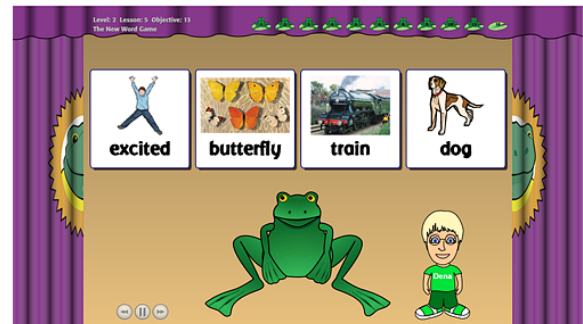 Level: 2 Lesson: 5 Objective: 13
The New Word Game
excited
butterfly
train
dog
Dena